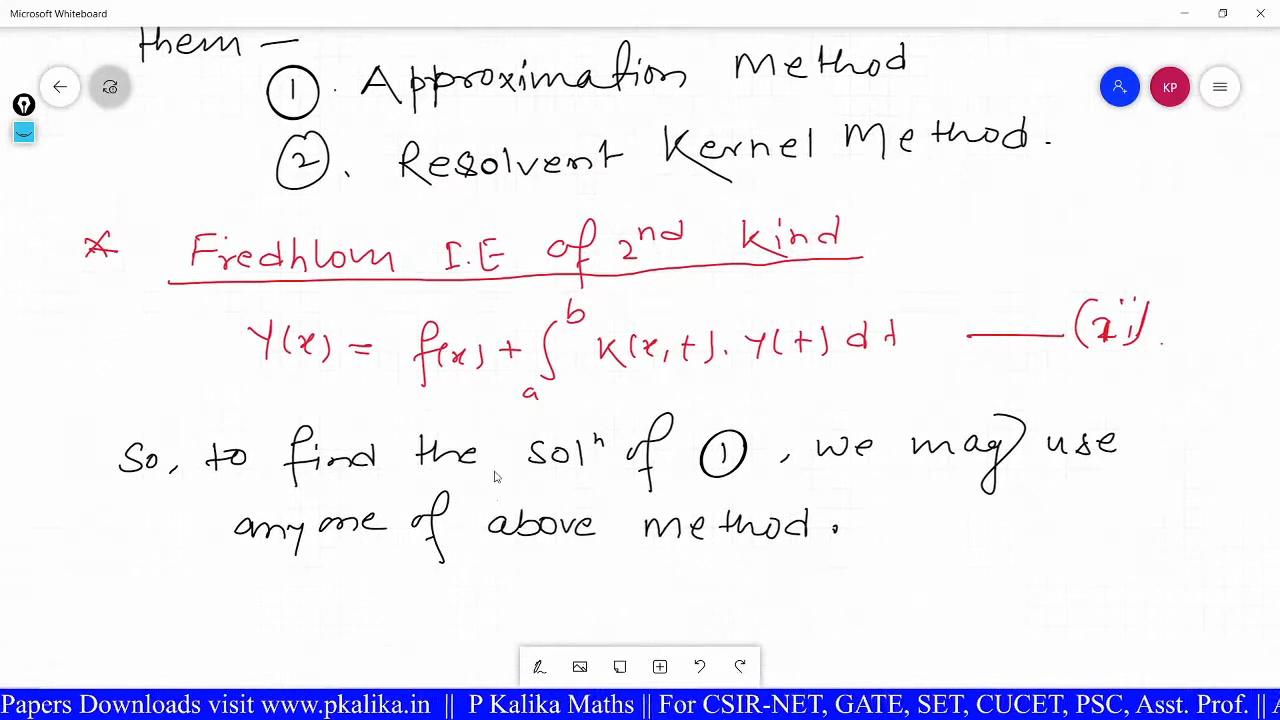 Microsoft Whiteboard
them —
① . Approximation Method
② . Resolvent Kernel Method .
KP
Fredhlom I.E of 2nd Kind
Y(x) = f(x) + ∫_a^b K(x,t). Y(t) dt
So, to find the solⁿ of ① , we may use
anyone of above method .
Papers Downloads visit www.pkalika.in || P Kalika Maths || For CSIR-NET, GATE, SET, CUCET, PSC, Asst. Prof. ||